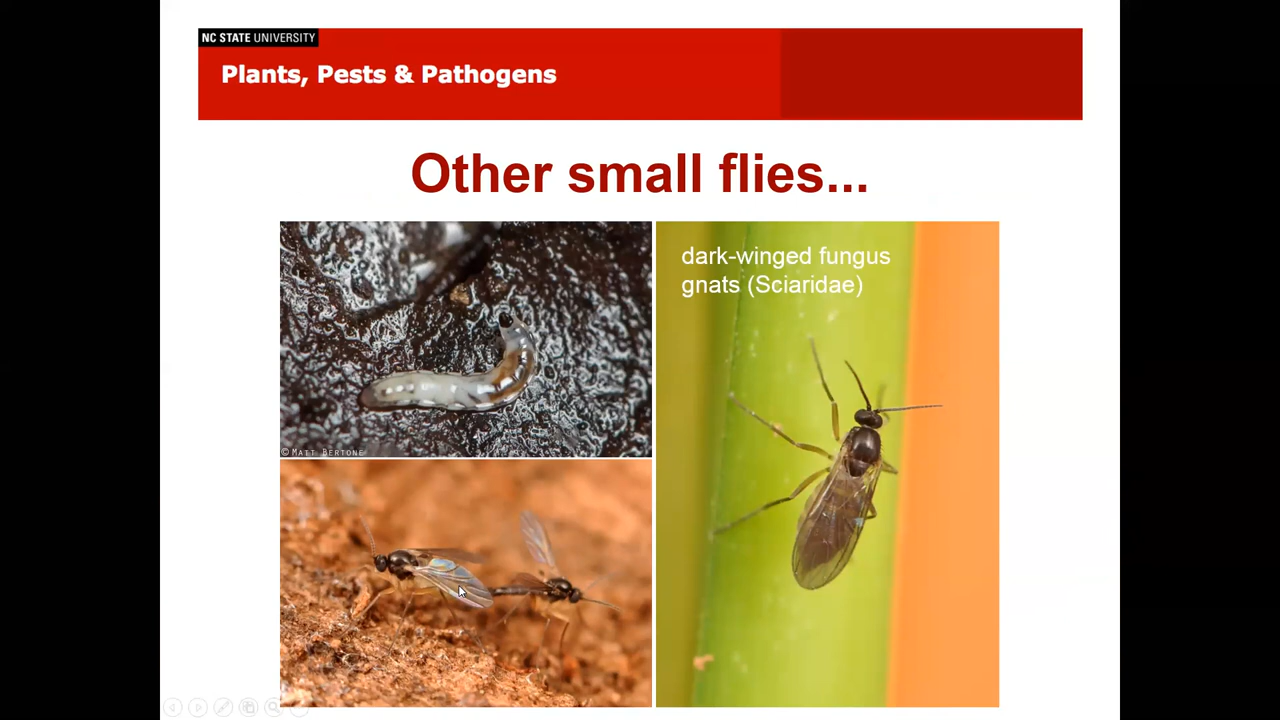 NC STATE UNIVERSITY
Plants, Pests & Pathogens
Other small flies...
dark-winged fungus
gnats (Sciaridae)
© MATT BERTONE